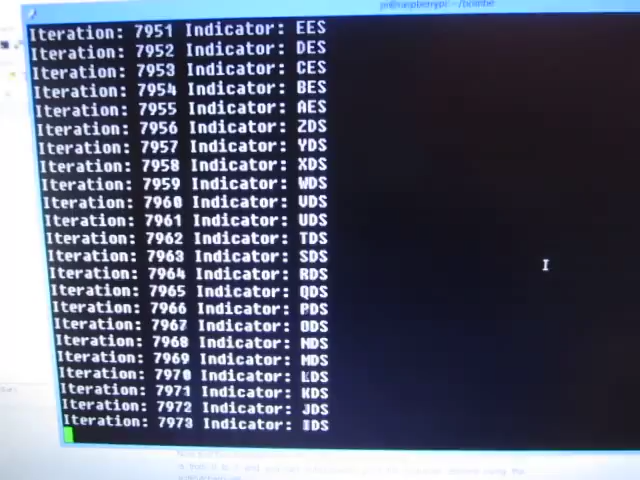 pi@raspberrypi: ~/bombe
Iteration: 7951 Indicator: EES
Iteration: 7952 Indicator: DES
Iteration: 7953 Indicator: CES
Iteration: 7954 Indicator: BES
Iteration: 7955 Indicator: AES
Iteration: 7956 Indicator: ZDS
Iteration: 7957 Indicator: YDS
Iteration: 7958 Indicator: XDS
Iteration: 7959 Indicator: WDS
Iteration: 7960 Indicator: VDS
Iteration: 7961 Indicator: UDS
Iteration: 7962 Indicator: TDS
Iteration: 7963 Indicator: SDS
Iteration: 7964 Indicator: RDS
Iteration: 7965 Indicator: QDS
Iteration: 7966 Indicator: PDS
Iteration: 7967 Indicator: ODS
Iteration: 7968 Indicator: NDS
Iteration: 7969 Indicator: MDS
Iteration: 7970 Indicator: LDS
Iteration: 7971 Indicator: KDS
Iteration: 7972 Indicator: JDS
Iteration: 7973 Indicator: IDS